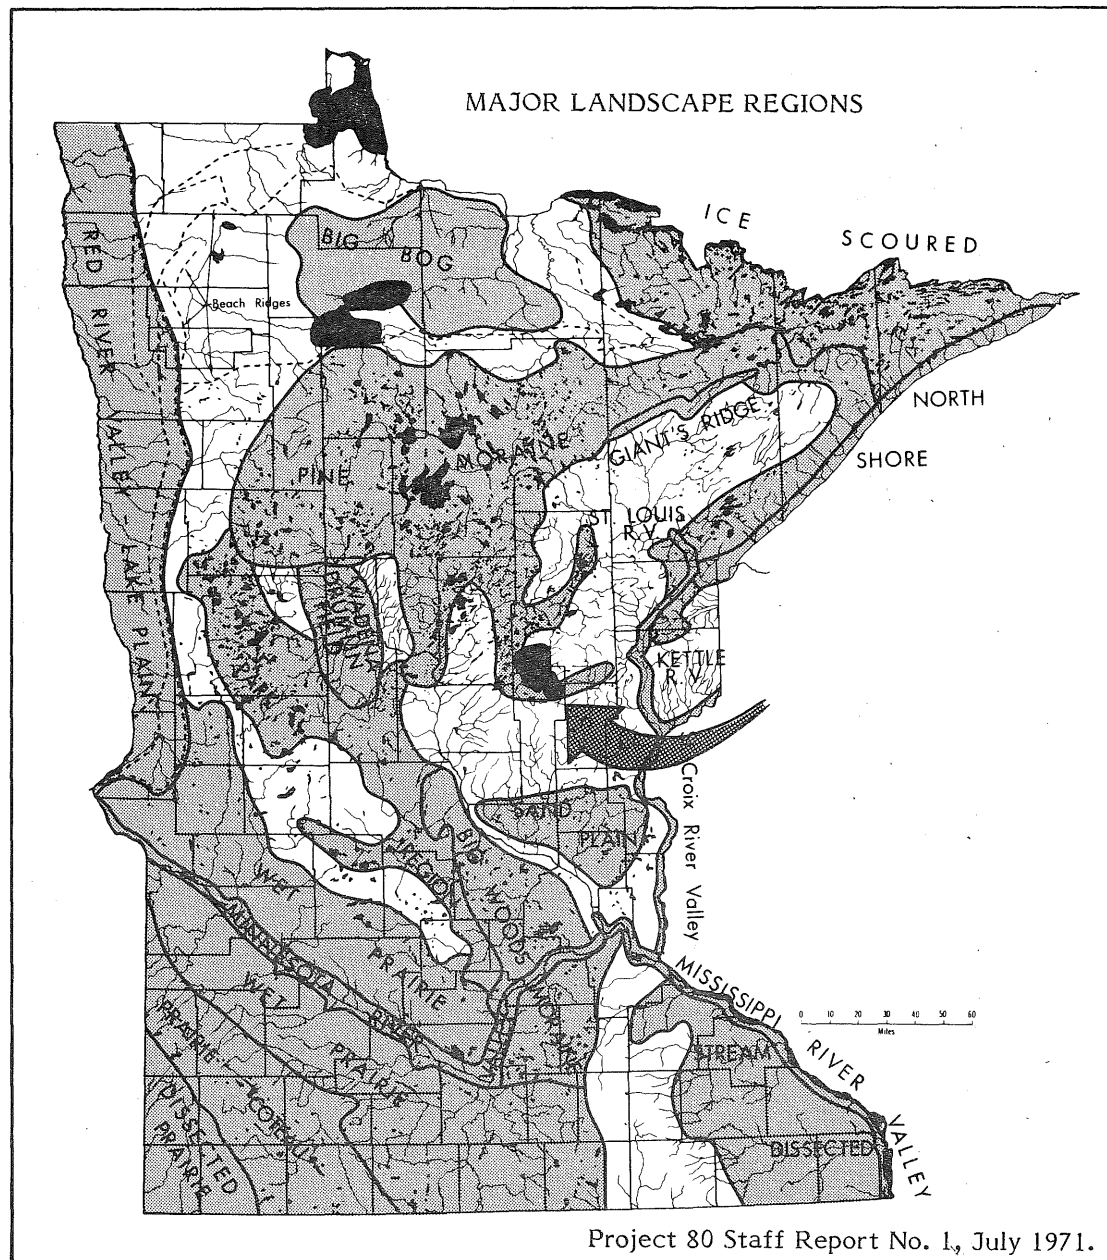 MAJOR LANDSCAPE REGIONS
ICE SCOURED
BIG BOG
RED RIVER VALLEY LAKE PLAIN
Beach Ridges
NORTH SHORE
GIANT'S RIDGE
PINE MORAINE
ST. LOUIS
R.V.
WADENA
DRUMLIN
FIELD
PARK REGION
KETTLE
R.V.
Croix River Valley
SAND PLAIN
BIG WOODS MORAINE
WET PRAIRIE
MINNESOTA RIVER VALLEY
WET PRAIRIE
MISSISSIPPI RIVER VALLEY
0 10 20 30 40 50 60
Miles
PRAIRIE COTEAU
STREAM DISSECTED
DISSECTED
PRAIRIE
Project 80 Staff Report No. 1, July 1971.